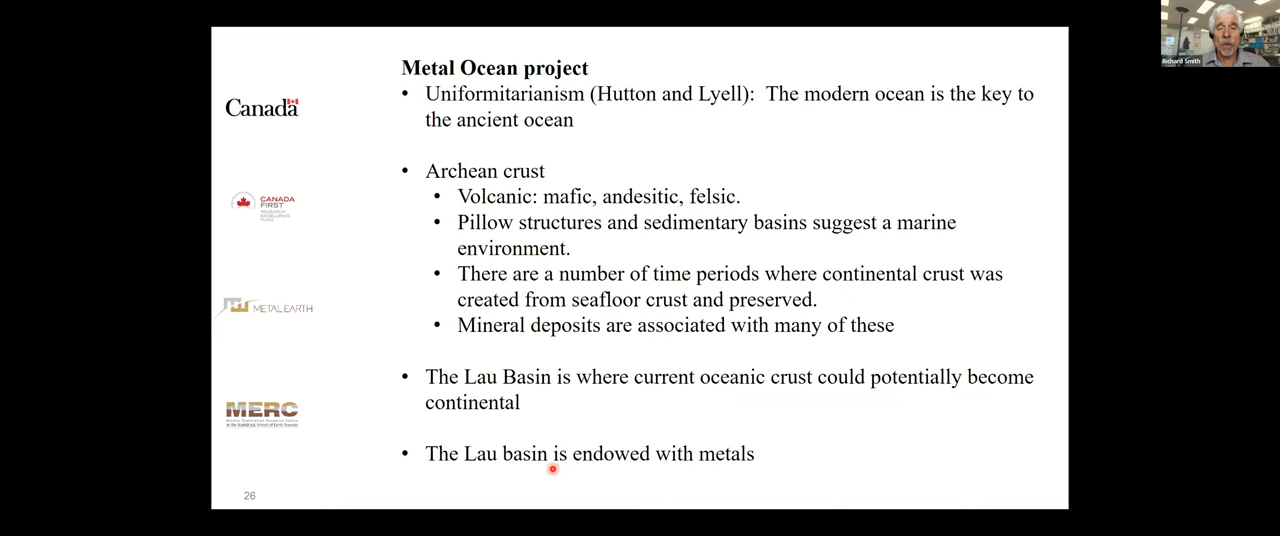 Metal Ocean project
• Uniformitarianism (Hutton and Lyell): The modern ocean is the key to
the ancient ocean
• Archean crust
• Volcanic: mafic, andesitic, felsic.
• Pillow structures and sedimentary basins suggest a marine
environment.
• There are a number of time periods where continental crust was
created from seafloor crust and preserved.
• Mineral deposits are associated with many of these
• The Lau Basin is where current oceanic crust could potentially become
continental
• The Lau basin is endowed with metals
Canada
CANADA
FIRST
RESEARCH
EXCELLENCE
FUND
METAL EARTH
MERC
26
Richard Smith